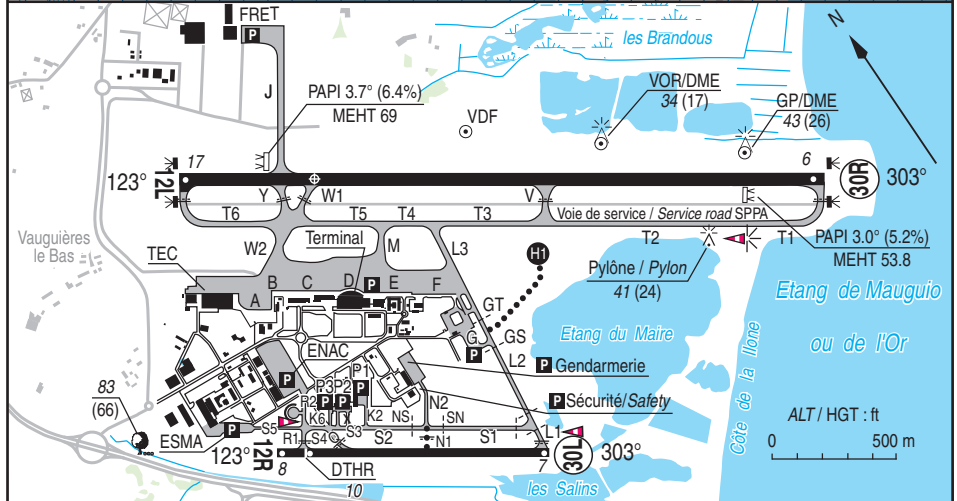 FRET
P
les Brandous
N
J
PAPI 3.7° (6.4%)
MEHT 69
VOR/DME
34 (17)
GP/DME
43 (26)
VDF
17
6
123°
12L
30R
303°
Y
W1
V
T6
T5
T4
T3
Voie de service / Service road SPPA
Vauguières
le Bas
W2
Terminal
M
L3
T2
T1
TEC
H1
PAPI 3.0° (5.2%)
MEHT 53.8
Pylône / Pylon
41 (24)
A
B
C
D
P
E
F
GT
Etang de Mauguio
ou de l'Or
Etang du Maire
G
GS
ENAC
P
L2
P Gendarmerie
P1
P3
P2
P
P
P
P
R2
K6
X
K2
NS
N2
SN
P Sécurité/Safety
Côte de la llone
83
(66)
ALT / HGT : ft
ESMA
P
S5
R1
S4
S3
S2
N1
S1
L1
0
500 m
123°
12R
8
DTHR
10
7
30L
303°
les Salins